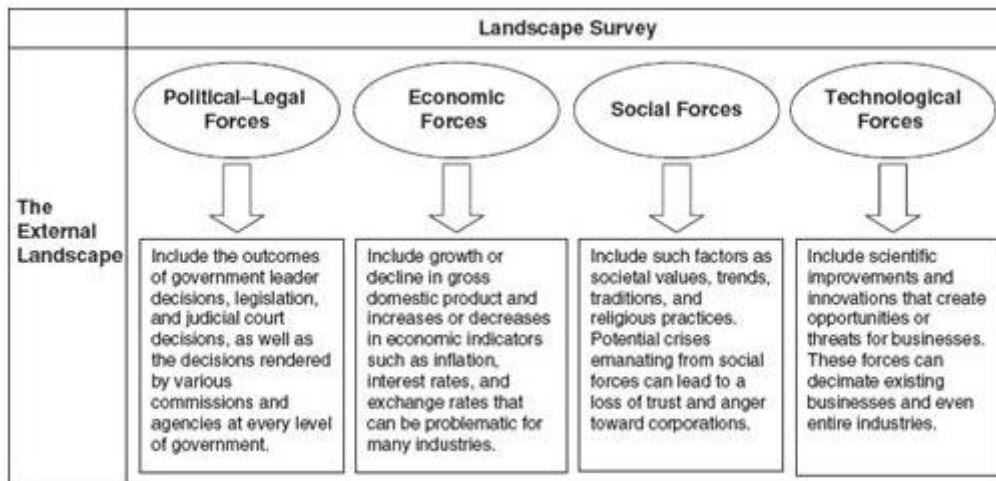 Landscape Survey
The
External
Landscape
Political–Legal
Forces
Economic
Forces
Social Forces
Technological
Forces
Include the outcomes
of government leader
decisions, legislation,
and judicial court
decisions, as well as
the decisions rendered
by various
commissions and
agencies at every level
of government.
Include growth or
decline in gross
domestic product and
increases or decreases
in economic indicators
such as inflation,
interest rates, and
exchange rates that
can be problematic for
many industries.
Include such factors as
societal values, trends,
traditions, and
religious practices.
Potential crises
emanating from social
forces can lead to a
loss of trust and anger
toward corporations.
Include scientific
improvements and
innovations that create
opportunities or
threats for businesses.
These forces can
decimate existing
businesses and even
entire industries.